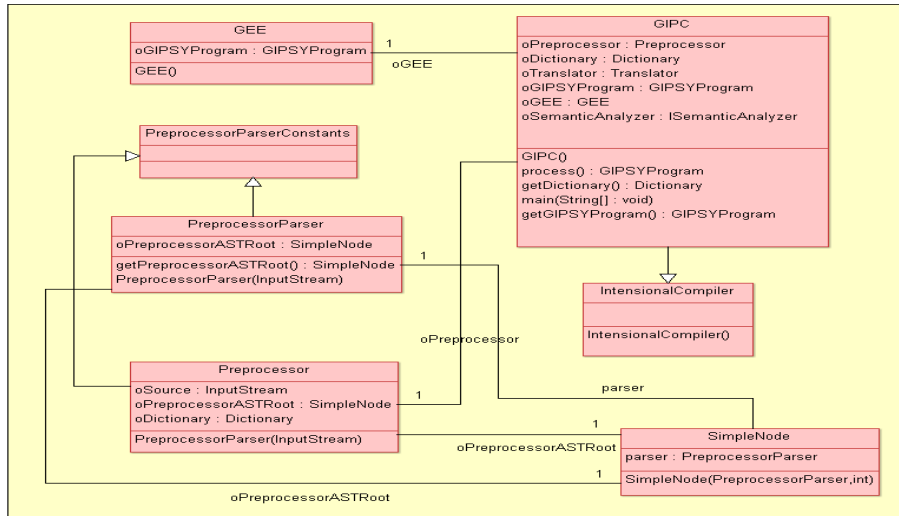 GEE
oGIPSYProgram : GIPSYProgram
GEE()
1
oGEE
GIPC
oPreprocessor : Preprocessor
oDictionary : Dictionary
oTranslator : Translator
oGIPSYProgram : GIPSYProgram
oGEE : GEE
oSemanticAnalyzer : ISemanticAnalyzer
GIPC()
process() : GIPSYProgram
getDictionary() : Dictionary
main(String[] : void)
getGIPSYProgram() : GIPSYProgram
PreprocessorParserConstants
PreprocessorParser
oPreprocessorASTRoot : SimpleNode
getPreprocessorASTRoot() : SimpleNode
PreprocessorParser(InputStream)
1
IntensionalCompiler
IntensionalCompiler()
oPreprocessor
Preprocessor
oSource : InputStream
oPreprocessorASTRoot : SimpleNode
oDictionary : Dictionary
PreprocessorParser(InputStream)
1
parser
1
oPreprocessorASTRoot
SimpleNode
parser : PreprocessorParser
SimpleNode(PreprocessorParser,int)
1
oPreprocessorASTRoot